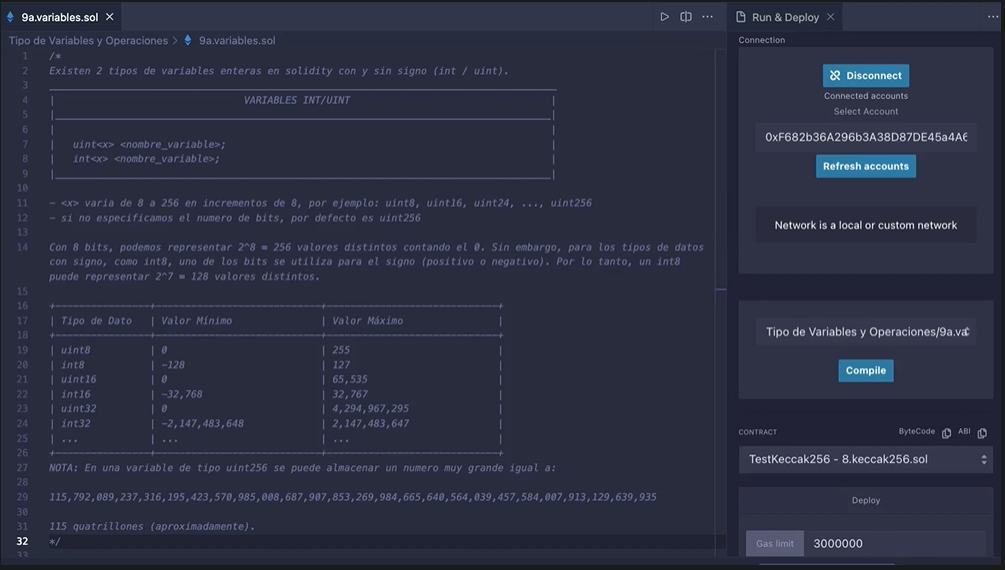 9a.variables.sol
Run & Deploy
Tipo de Variables y Operaciones > 9a.variables.sol
1 /*
2 Existen 2 tipos de variables enteras en solidity con y sin signo (int / uint).
3
4 | VARIABLES INT/UINT |
5 | |
6 | |
7 | uint<x> <nombre_variable>; |
8 | int<x> <nombre_variable>; |
9 | |
10
11 - <x> varia de 8 a 256 en incrementos de 8, por ejemplo: uint8, uint16, uint24, ..., uint256
12 - si no especificamos el numero de bits, por defecto es uint256
13
14 Con 8 bits, podemos representar 2^8 = 256 valores distintos contando el 0. Sin embargo, para los tipos de datos
con signo, como int8, uno de los bits se utiliza para el signo (positivo o negativo). Por lo tanto, un int8
puede representar 2^7 = 128 valores distintos.
15
16
17 | Tipo de Dato | Valor Mínimo | Valor Máximo |
18
19 | uint8 | 0 | 255 |
20 | int8 | -128 | 127 |
21 | uint16 | 0 | 65,535 |
22 | int16 | -32,768 | 32,767 |
23 | uint32 | 0 | 4,294,967,295 |
24 | int32 | -2,147,483,648 | 2,147,483,647 |
25 | ... | ... | ... |
26
27 NOTA: En una variable de tipo uint256 se puede almacenar un numero muy grande igual a:
28
29 115,792,089,237,316,195,423,570,985,008,687,907,853,269,984,665,640,564,039,457,584,007,913,129,639,935
30
31 115 quatrillones (aproximadamente).
32 */
33
Connection
Disconnect
Connected accounts
Select Account
0xF682b36A296b3A38D87DE45a4A6
Refresh accounts
Network is a local or custom network
Tipo de Variables y Operaciones/9a.va
Compile
CONTRACT ByteCode ABI
TestKeccak256 - 8.keccak256.sol
Deploy
Gas limit 3000000